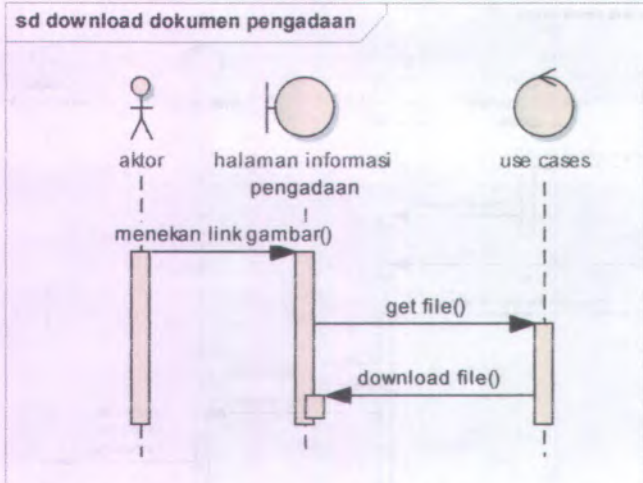 sd download dokumen pengadaan
aktor
halaman informasi
pengadaan
use cases
menekan link gambar()
get file()
download file()